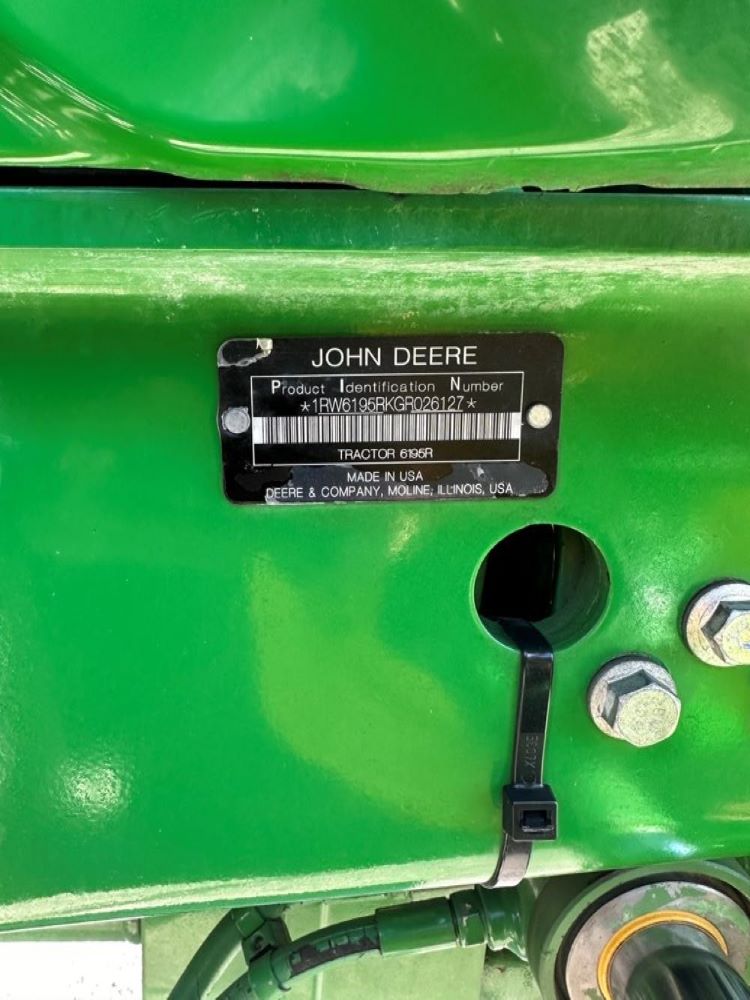 JOHN DEERE
Product Identification Number
*1RW6195RKGR026127*
TRACTOR 6195R
MADE IN USA
DEERE & COMPANY, MOLINE, ILLINOIS, USA